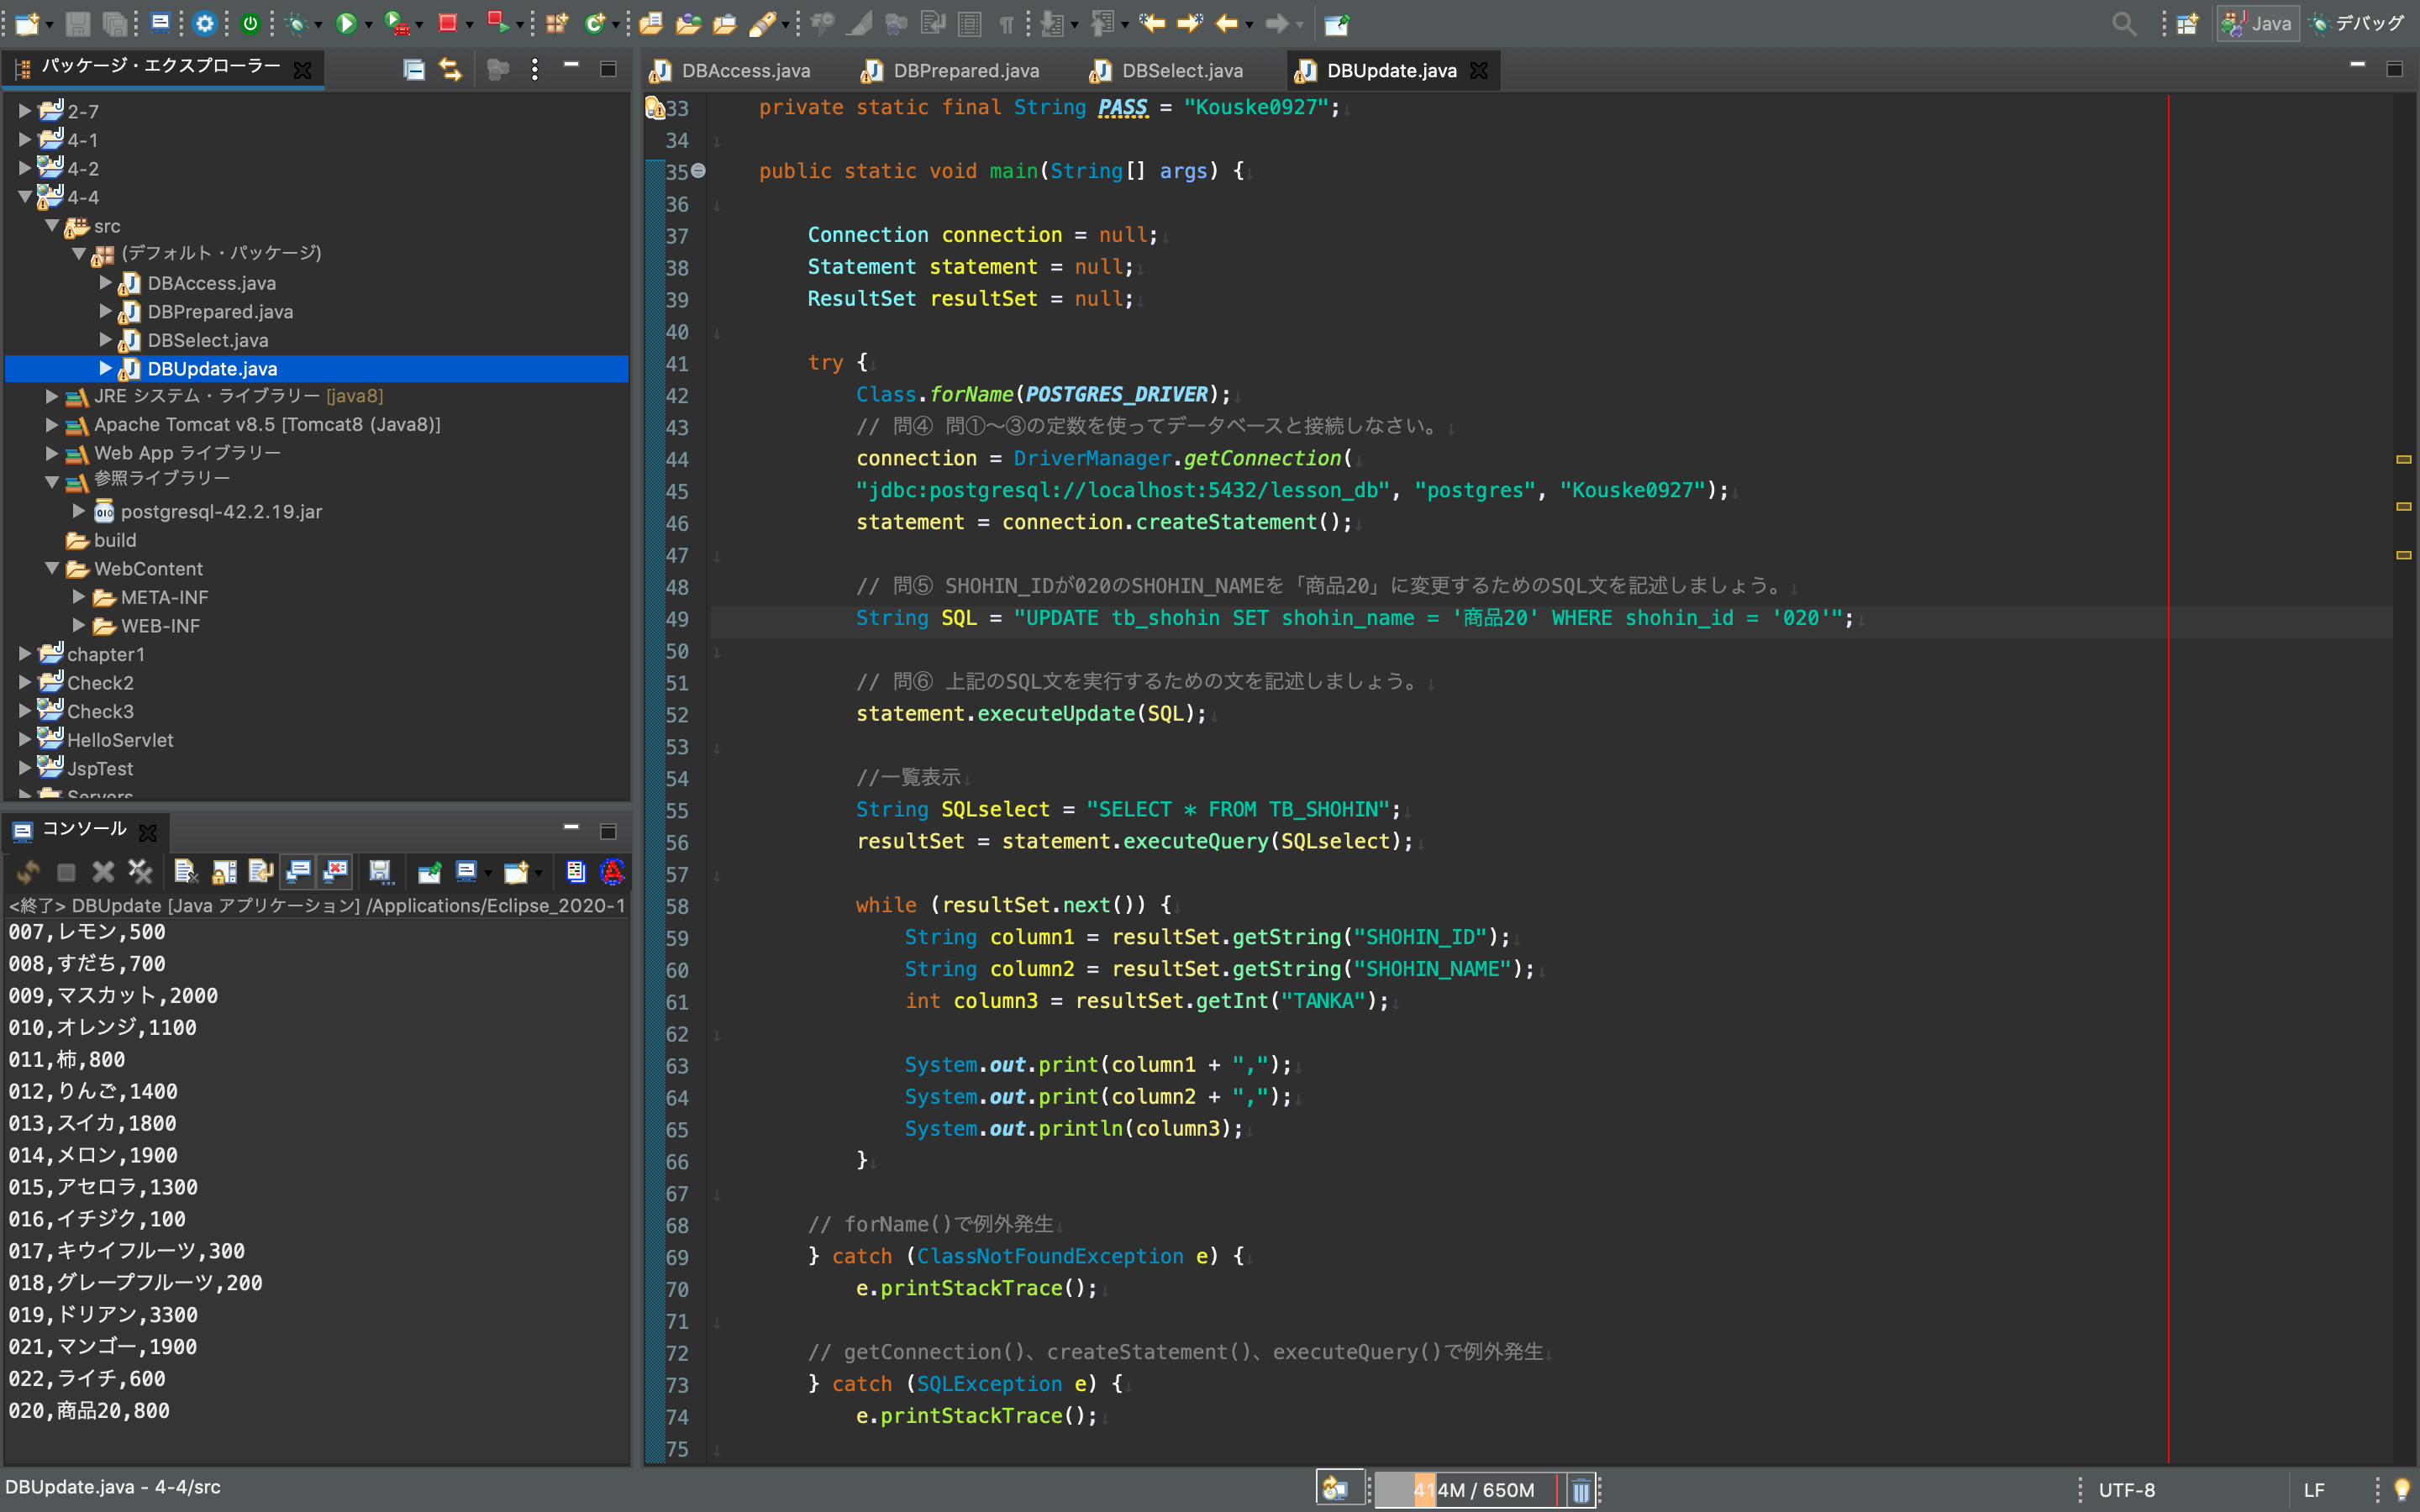 Java
デバッグ
パッケージ・エクスプローラー
2-7
4-1
4-2
4-4
src
(デフォルト・パッケージ)
DBAccess.java
DBPrepared.java
DBSelect.java
DBUpdate.java
JRE システム・ライブラリー [java8]
Apache Tomcat v8.5 [Tomcat8 (Java8)]
Web App ライブラリー
参照ライブラリー
postgresql-42.2.19.jar
build
WebContent
META-INF
WEB-INF
chapter1
Check2
Check3
HelloServlet
JspTest
Servers
コンソール
<終了> DBUpdate [Java アプリケーション] /Applications/Eclipse_2020-1
007,レモン,500
008,すだち,700
009,マスカット,2000
010,オレンジ,1100
011,柿,800
012,りんご,1400
013,スイカ,1800
014,メロン,1900
015,アセロラ,1300
016,イチジク,100
017,キウイフルーツ,300
018,グレープフルーツ,200
019,ドリアン,3300
021,マンゴー,1900
022,ライチ,600
020,商品20,800
DBAccess.java
DBPrepared.java
DBSelect.java
DBUpdate.java
33 private static final String PASS = "Kouske0927";
34
35 public static void main(String[] args) {
36
37 Connection connection = null;
38 Statement statement = null;
39 ResultSet resultSet = null;
40
41 try {
42 Class.forName(POSTGRES_DRIVER);
43 // 問④ 問①～③の定数を使ってデータベースと接続しなさい。
44 connection = DriverManager.getConnection(
45 "jdbc:postgresql://localhost:5432/lesson_db", "postgres", "Kouske0927");
46 statement = connection.createStatement();
47
48 // 問⑤ SHOHIN_IDが020のSHOHIN_NAMEを「商品20」に変更するためのSQL文を記述しましょう。
49 String SQL = "UPDATE tb_shohin SET shohin_name = '商品20' WHERE shohin_id = '020'";
50
51 // 問⑥ 上記のSQL文を実行するための文を記述しましょう。
52 statement.executeUpdate(SQL);
53
54 //一覧表示
55 String SQLselect = "SELECT * FROM TB_SHOHIN";
56 resultSet = statement.executeQuery(SQLselect);
57
58 while (resultSet.next()) {
59 String column1 = resultSet.getString("SHOHIN_ID");
60 String column2 = resultSet.getString("SHOHIN_NAME");
61 int column3 = resultSet.getInt("TANKA");
62
63 System.out.print(column1 + ",");
64 System.out.print(column2 + ",");
65 System.out.println(column3);
66 }
67
68 // forName()で例外発生
69 } catch (ClassNotFoundException e) {
70 e.printStackTrace();
71
72 // getConnection()、createStatement()、executeQuery()で例外発生
73 } catch (SQLException e) {
74 e.printStackTrace();
75
DBUpdate.java - 4-4/src
414M / 650M
UTF-8
LF